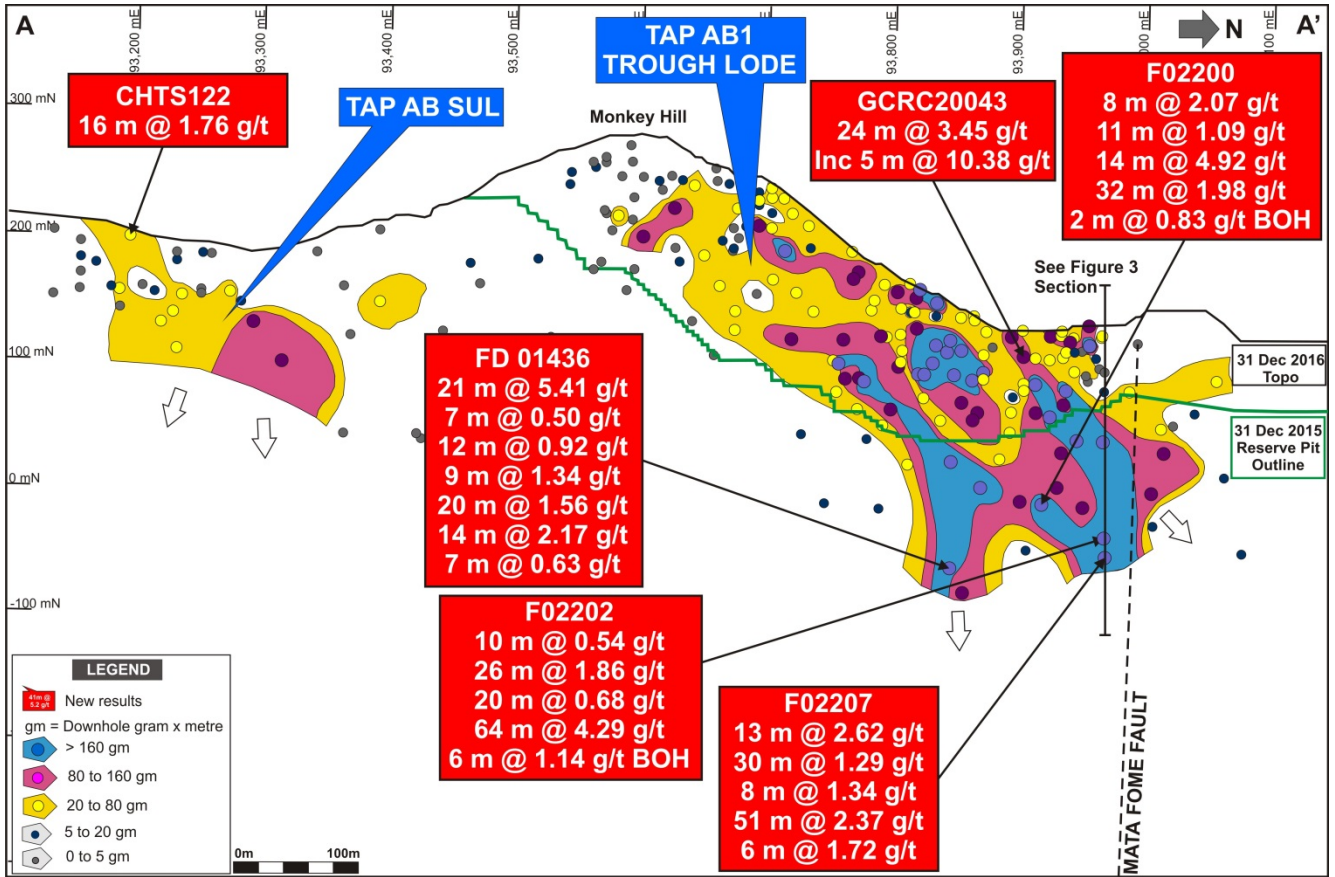 A
93,200 mE
93,300 mE
93,400 mE
93,500 mE
93,800 mE
93,900 mE
000 mE
100 mE
N
A’
300 mN
200 mN
100 mN
0 mN
-100 mN
CHTS122
16 m @ 1.76 g/t
TAP AB SUL
Monkey Hill
TAP AB1
TROUGH LODE
GCRC20043
24 m @ 3.45 g/t
Inc 5 m @ 10.38 g/t
F02200
8 m @ 2.07 g/t
11 m @ 1.09 g/t
14 m @ 4.92 g/t
32 m @ 1.98 g/t
2 m @ 0.83 g/t BOH
See Figure 3
Section
31 Dec 2016
Topo
31 Dec 2015
Reserve Pit
Outline
FD 01436
21 m @ 5.41 g/t
7 m @ 0.50 g/t
12 m @ 0.92 g/t
9 m @ 1.34 g/t
20 m @ 1.56 g/t
14 m @ 2.17 g/t
7 m @ 0.63 g/t
F02202
10 m @ 0.54 g/t
26 m @ 1.86 g/t
20 m @ 0.68 g/t
64 m @ 4.29 g/t
6 m @ 1.14 g/t BOH
F02207
13 m @ 2.62 g/t
30 m @ 1.29 g/t
8 m @ 1.34 g/t
51 m @ 2.37 g/t
6 m @ 1.72 g/t
MATA FOME FAULT
LEGEND
41m @
5.2 g/t
New results
gm = Downhole gram x metre
> 160 gm
80 to 160 gm
20 to 80 gm
5 to 20 gm
0 to 5 gm
0m
100m